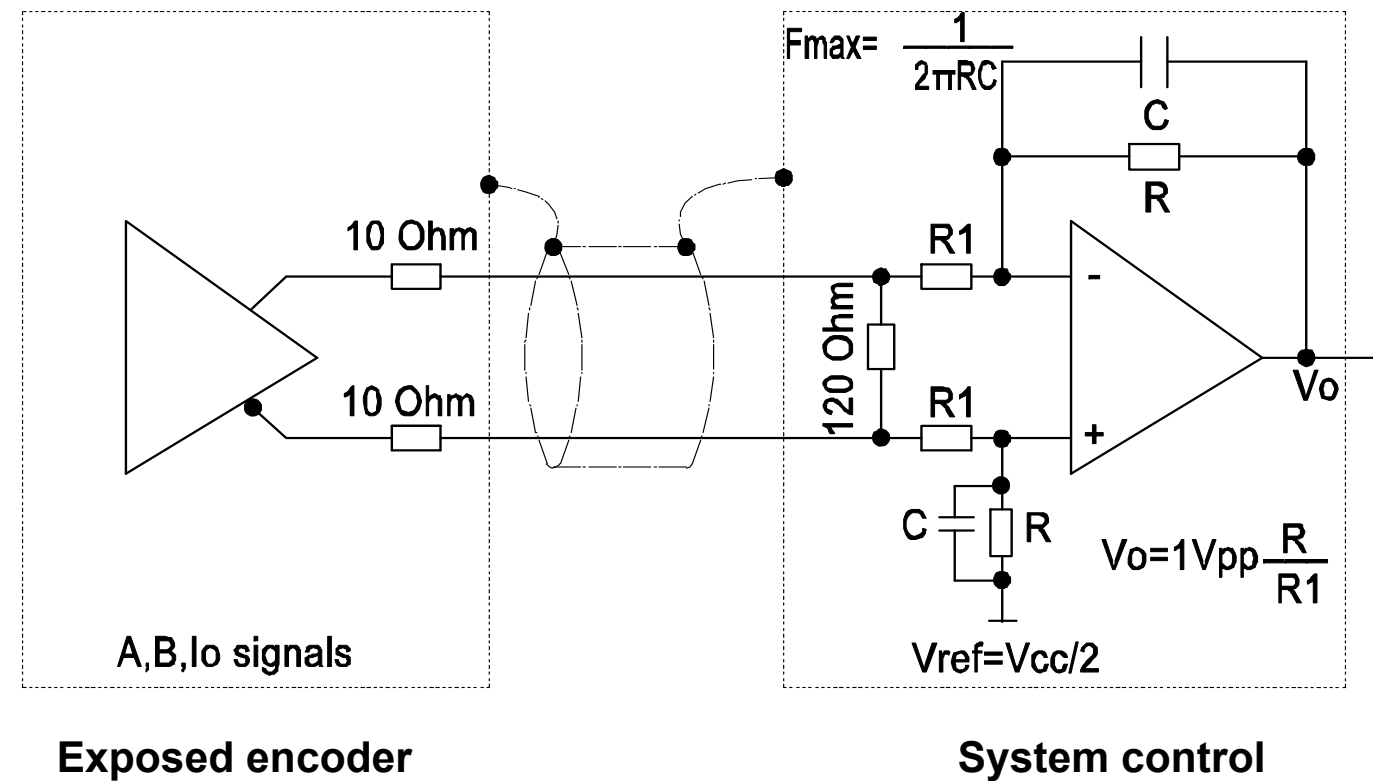 Fmax= 1
2πRC
C
R
10 Ohm
R1
-
120 Ohm
10 Ohm
R1
+
Vo
C
R
Vo=1Vpp R
R1
A,B,Io signals
Vref=Vcc/2
Exposed encoder
System control